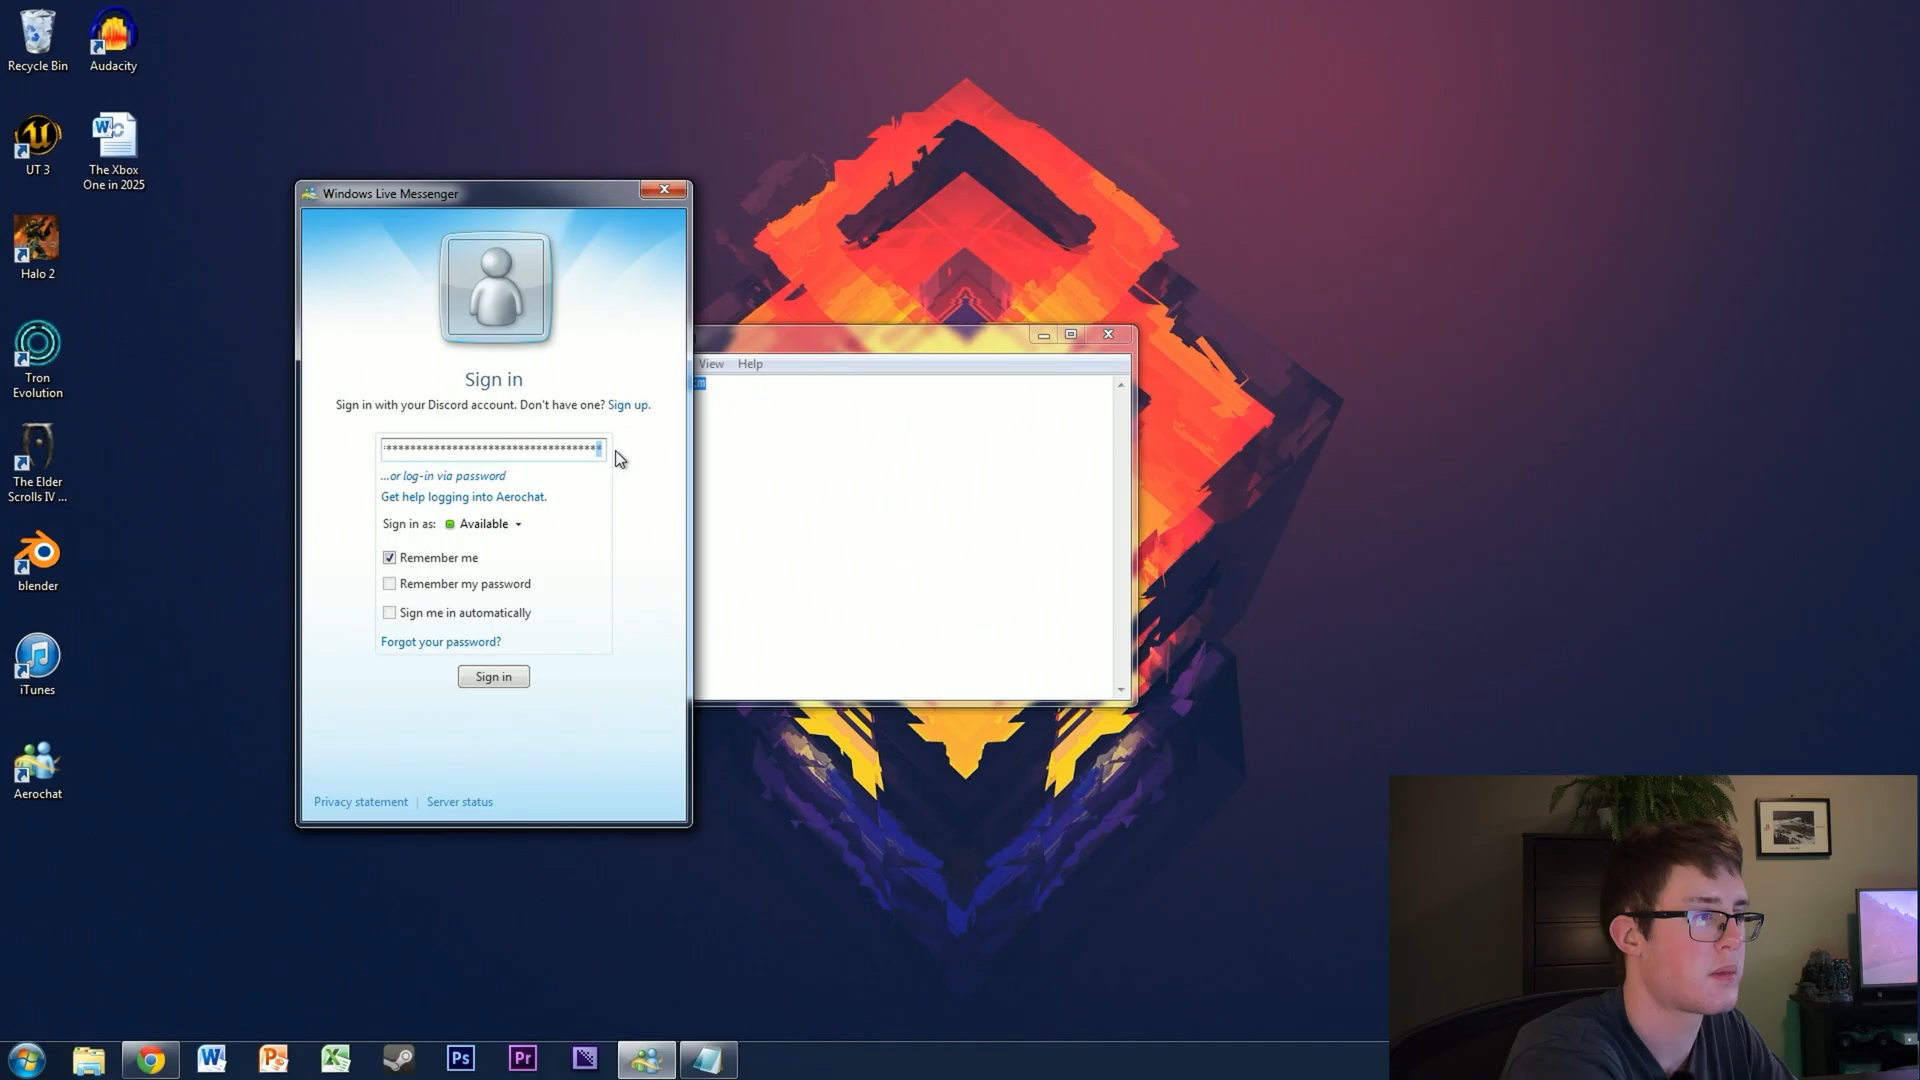 Recycle Bin
Audacity
UT 3
The Xbox
One in 2025
Halo 2
Tron
Evolution
The Elder
Scrolls IV ...
blender
iTunes
Aerochat
Windows Live Messenger
Sign in
Sign in with your Discord account. Don't have one? Sign up.
***********************************
...or log-in via password
Get help logging into Aerochat.
Sign in as: Available
Remember me
Remember my password
Sign me in automatically
Forgot your password?
Sign in
Privacy statement | Server status
View Help
cm
W
P
X
Ps
Pr